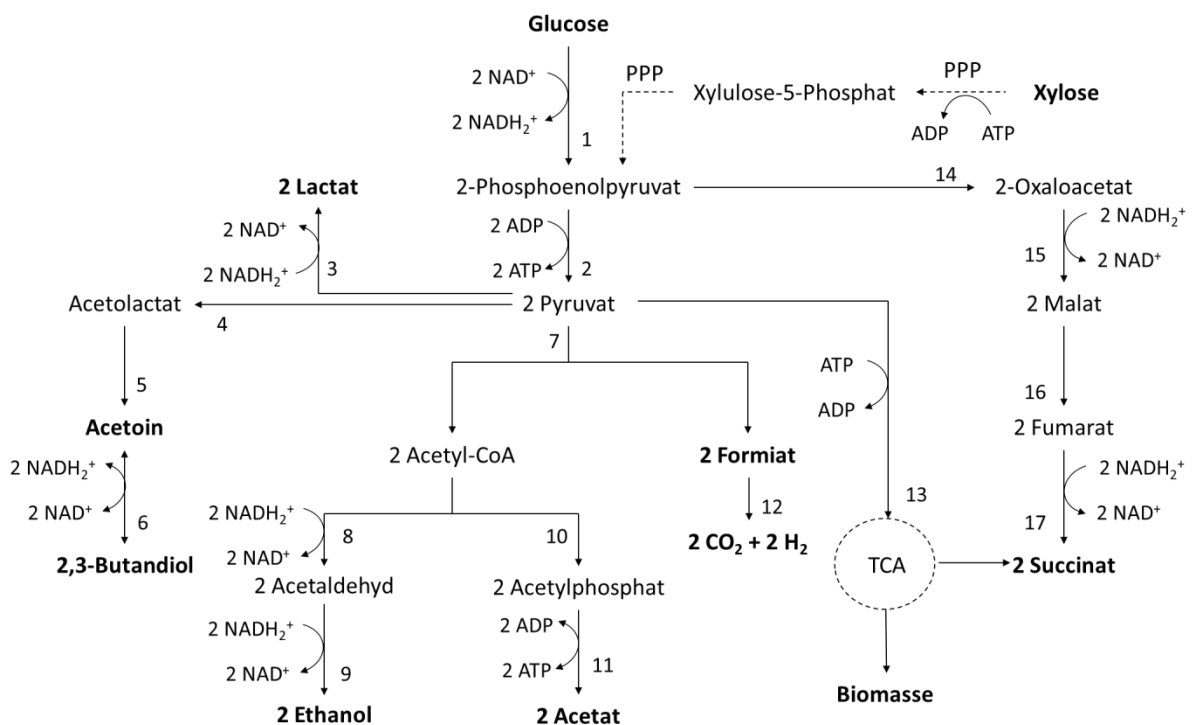 Glucose
2 NAD⁺
2 NADH₂⁺
1
PPP
Xylulose-5-Phosphat
PPP
Xylose
ADP
ATP
2 Lactat
2-Phosphoenolpyruvat
14
2-Oxaloacetat
2 NAD⁺
2 NADH₂⁺
3
2 ADP
2 ATP
2
2 NADH₂⁺
15
2 NAD⁺
Acetolactat
4
2 Pyruvat
2 Malat
7
5
ATP
ADP
16
Acetoin
2 Acetyl-CoA
2 Formiat
2 Fumarat
2 NADH₂⁺
2 NAD⁺
6
2 NADH₂⁺
8
2 NAD⁺
10
12
13
2 NADH₂⁺
17
2 NAD⁺
2,3-Butandiol
2 CO₂ + 2 H₂
TCA
2 Succinat
2 Acetaldehyd
2 Acetylphosphat
2 NADH₂⁺
2 NAD⁺
9
2 ADP
2 ATP
11
2 Ethanol
2 Acetat
Biomasse